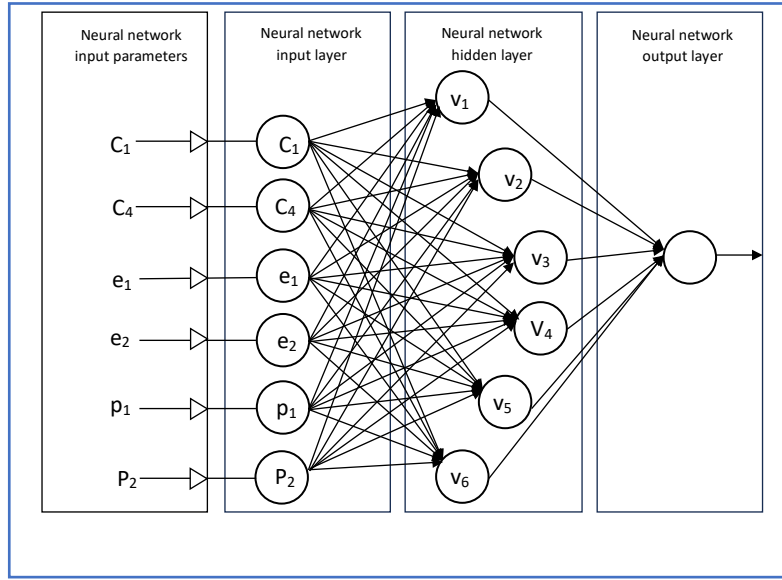 Neural network
input parameters
Neural network
input layer
Neural network
hidden layer
Neural network
output layer
C₁
C₄
e₁
e₂
p₁
P₂
C₁
C₄
e₁
e₂
p₁
P₂
v₁
v₂
v₃
V₄
v₅
v₆